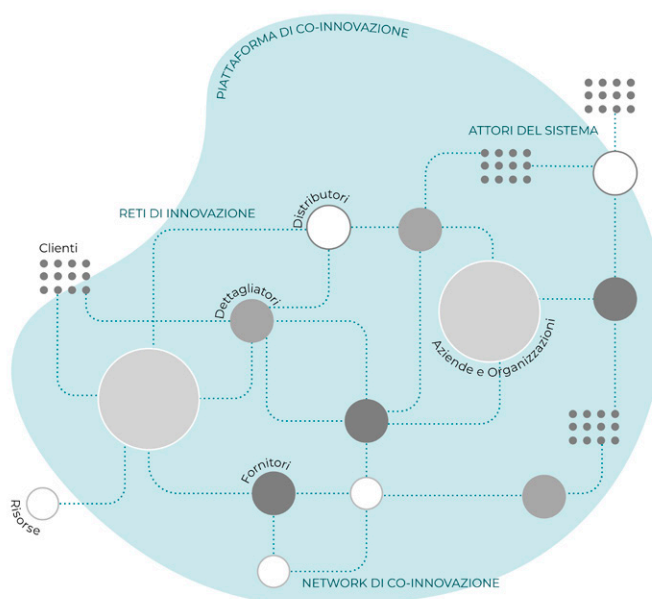 PIATTAFORMA DI CO-INNOVAZIONE
ATTORI DEL SISTEMA
RETI DI INNOVAZIONE
Distributori
Clienti
Dettagliatori
Aziende e Organizzazioni
Fornitori
Risorse
NETWORK DI CO-INNOVAZIONE